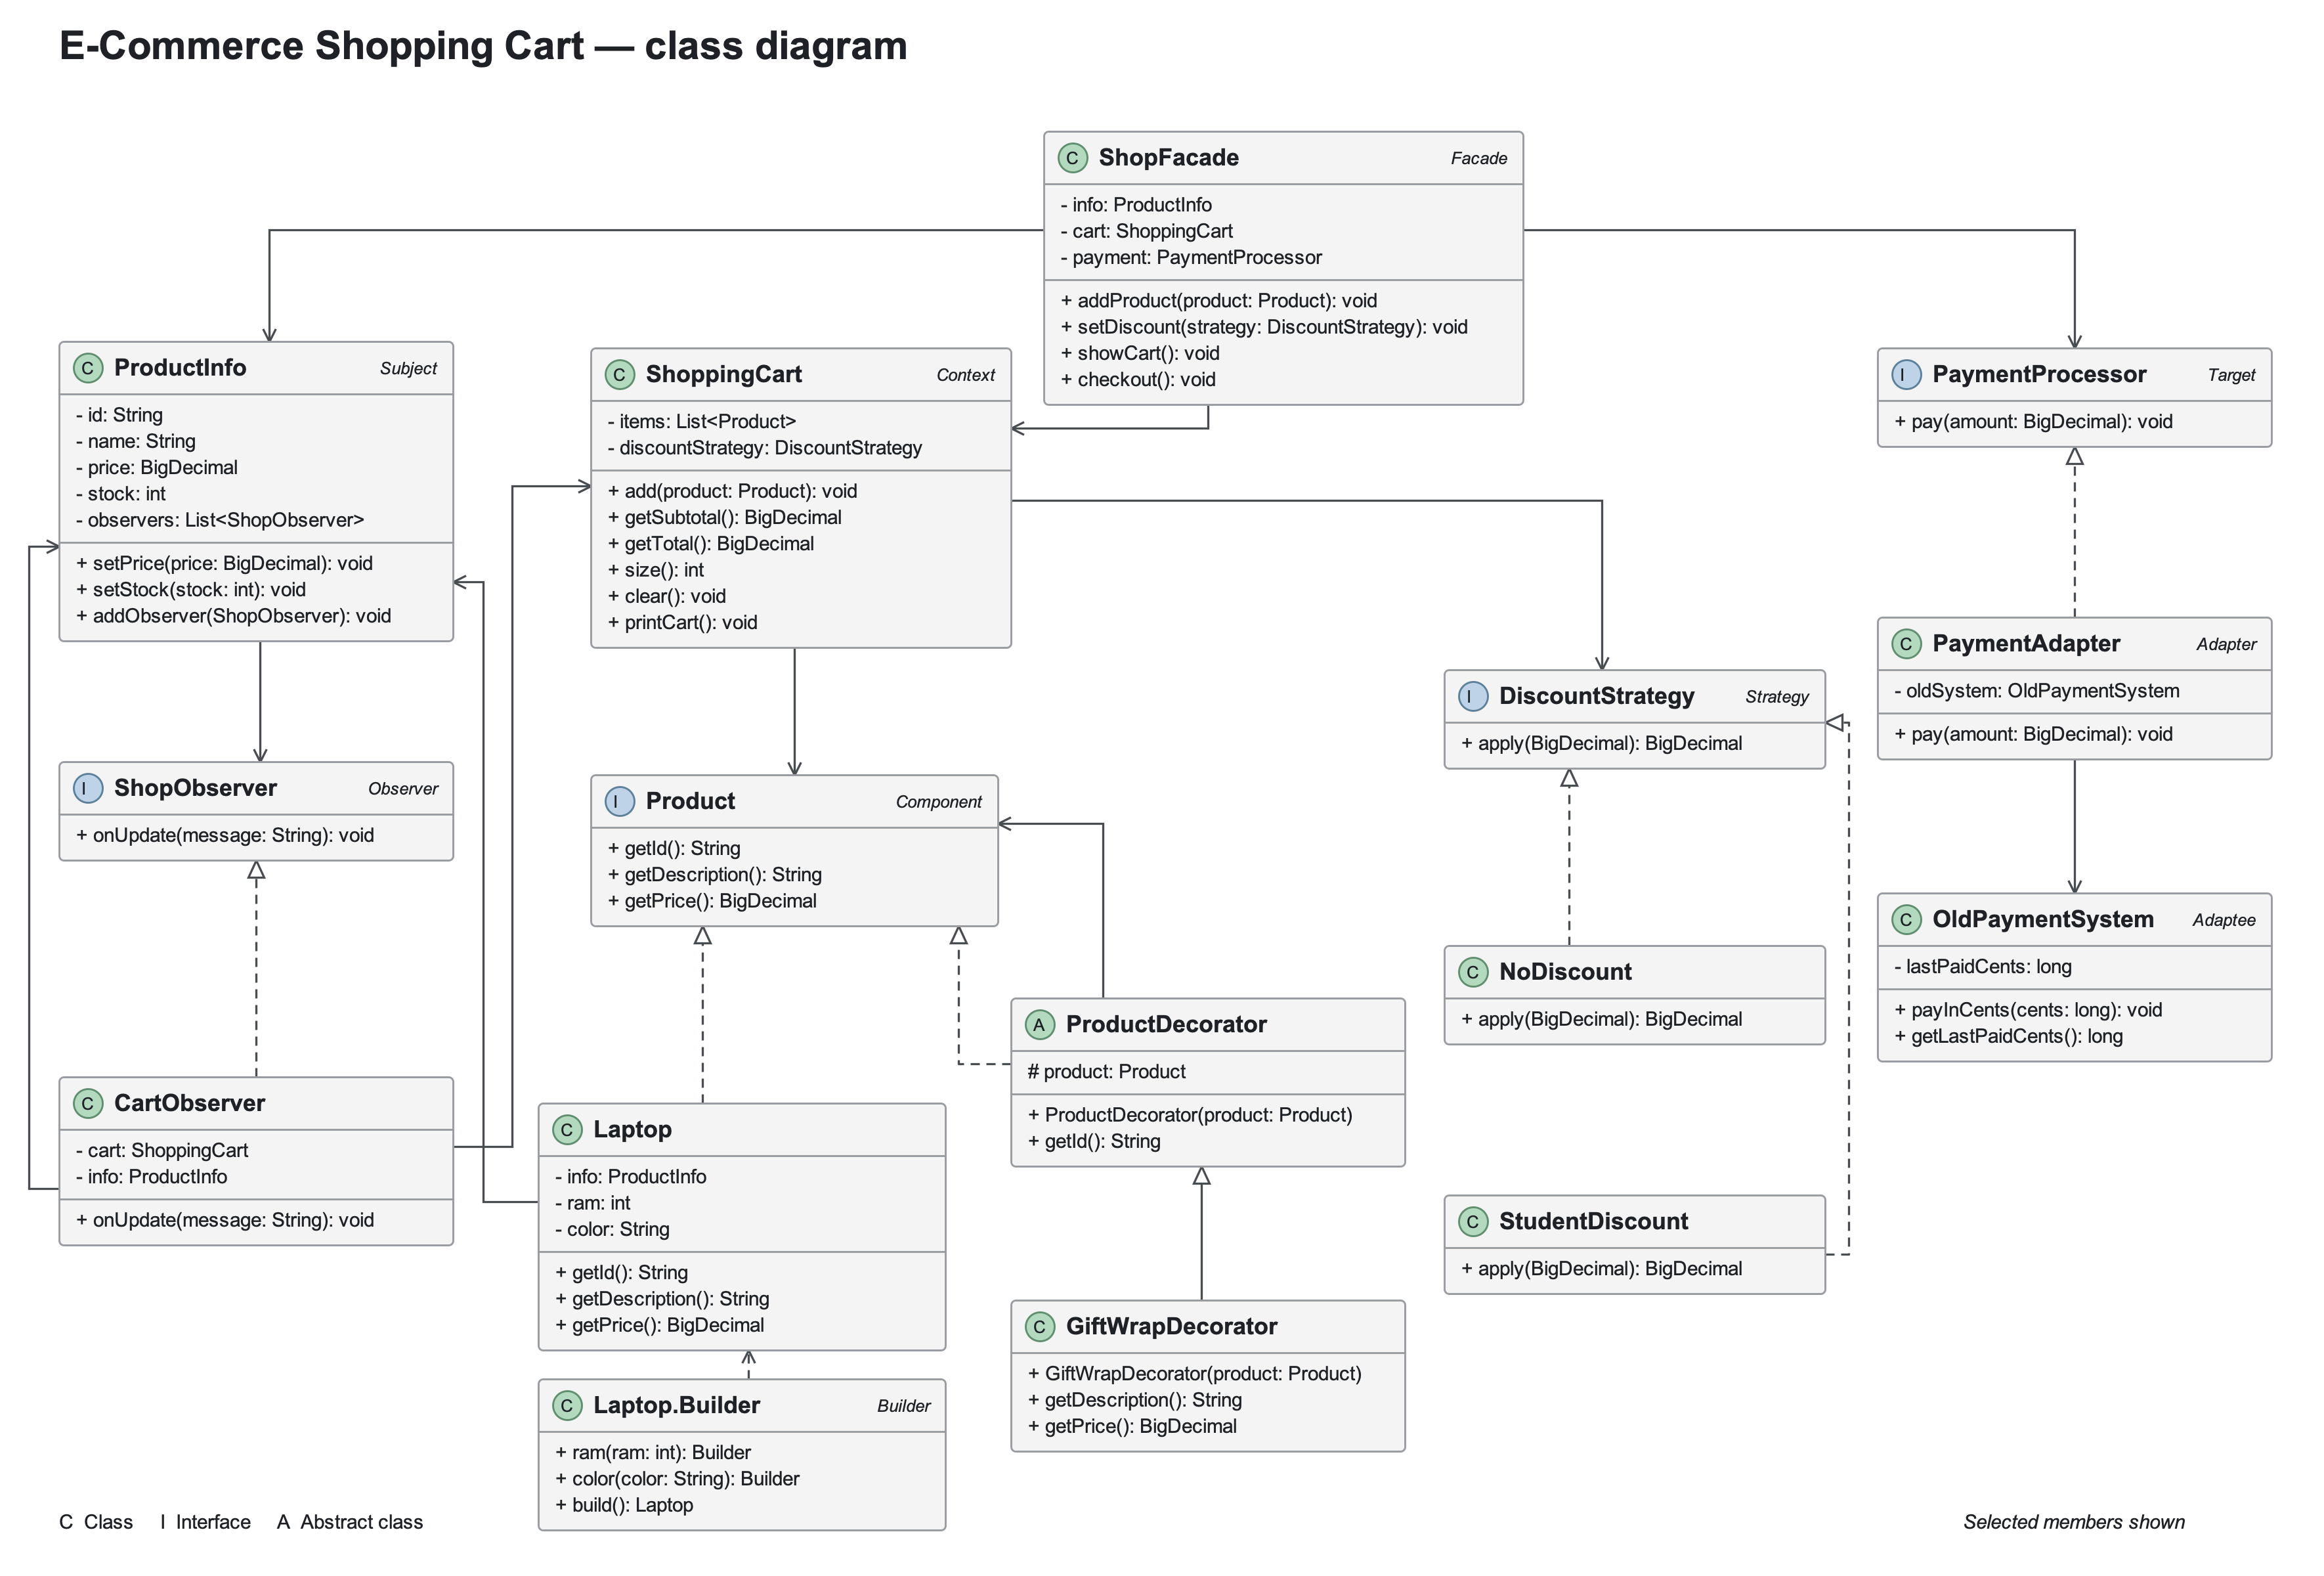 E-Commerce Shopping Cart — class diagram
C ShopFacade Facade
- info: ProductInfo
- cart: ShoppingCart
- payment: PaymentProcessor
+ addProduct(product: Product): void
+ setDiscount(strategy: DiscountStrategy): void
+ showCart(): void
+ checkout(): void
C ProductInfo Subject
- id: String
- name: String
- price: BigDecimal
- stock: int
- observers: List<ShopObserver>
+ setPrice(price: BigDecimal): void
+ setStock(stock: int): void
+ addObserver(ShopObserver): void
C ShoppingCart Context
- items: List<Product>
- discountStrategy: DiscountStrategy
+ add(product: Product): void
+ getSubtotal(): BigDecimal
+ getTotal(): BigDecimal
+ size(): int
+ clear(): void
+ printCart(): void
I PaymentProcessor Target
+ pay(amount: BigDecimal): void
C PaymentAdapter Adapter
- oldSystem: OldPaymentSystem
+ pay(amount: BigDecimal): void
I DiscountStrategy Strategy
+ apply(BigDecimal): BigDecimal
I ShopObserver Observer
+ onUpdate(message: String): void
I Product Component
+ getId(): String
+ getDescription(): String
+ getPrice(): BigDecimal
C OldPaymentSystem Adaptee
- lastPaidCents: long
+ payInCents(cents: long): void
+ getLastPaidCents(): long
C NoDiscount
+ apply(BigDecimal): BigDecimal
A ProductDecorator
# product: Product
+ ProductDecorator(product: Product)
+ getId(): String
C CartObserver
- cart: ShoppingCart
- info: ProductInfo
+ onUpdate(message: String): void
C Laptop
- info: ProductInfo
- ram: int
- color: String
+ getId(): String
+ getDescription(): String
+ getPrice(): BigDecimal
C StudentDiscount
+ apply(BigDecimal): BigDecimal
C GiftWrapDecorator
+ GiftWrapDecorator(product: Product)
+ getDescription(): String
+ getPrice(): BigDecimal
C Laptop.Builder Builder
+ ram(ram: int): Builder
+ color(color: String): Builder
+ build(): Laptop
C Class I Interface A Abstract class
Selected members shown